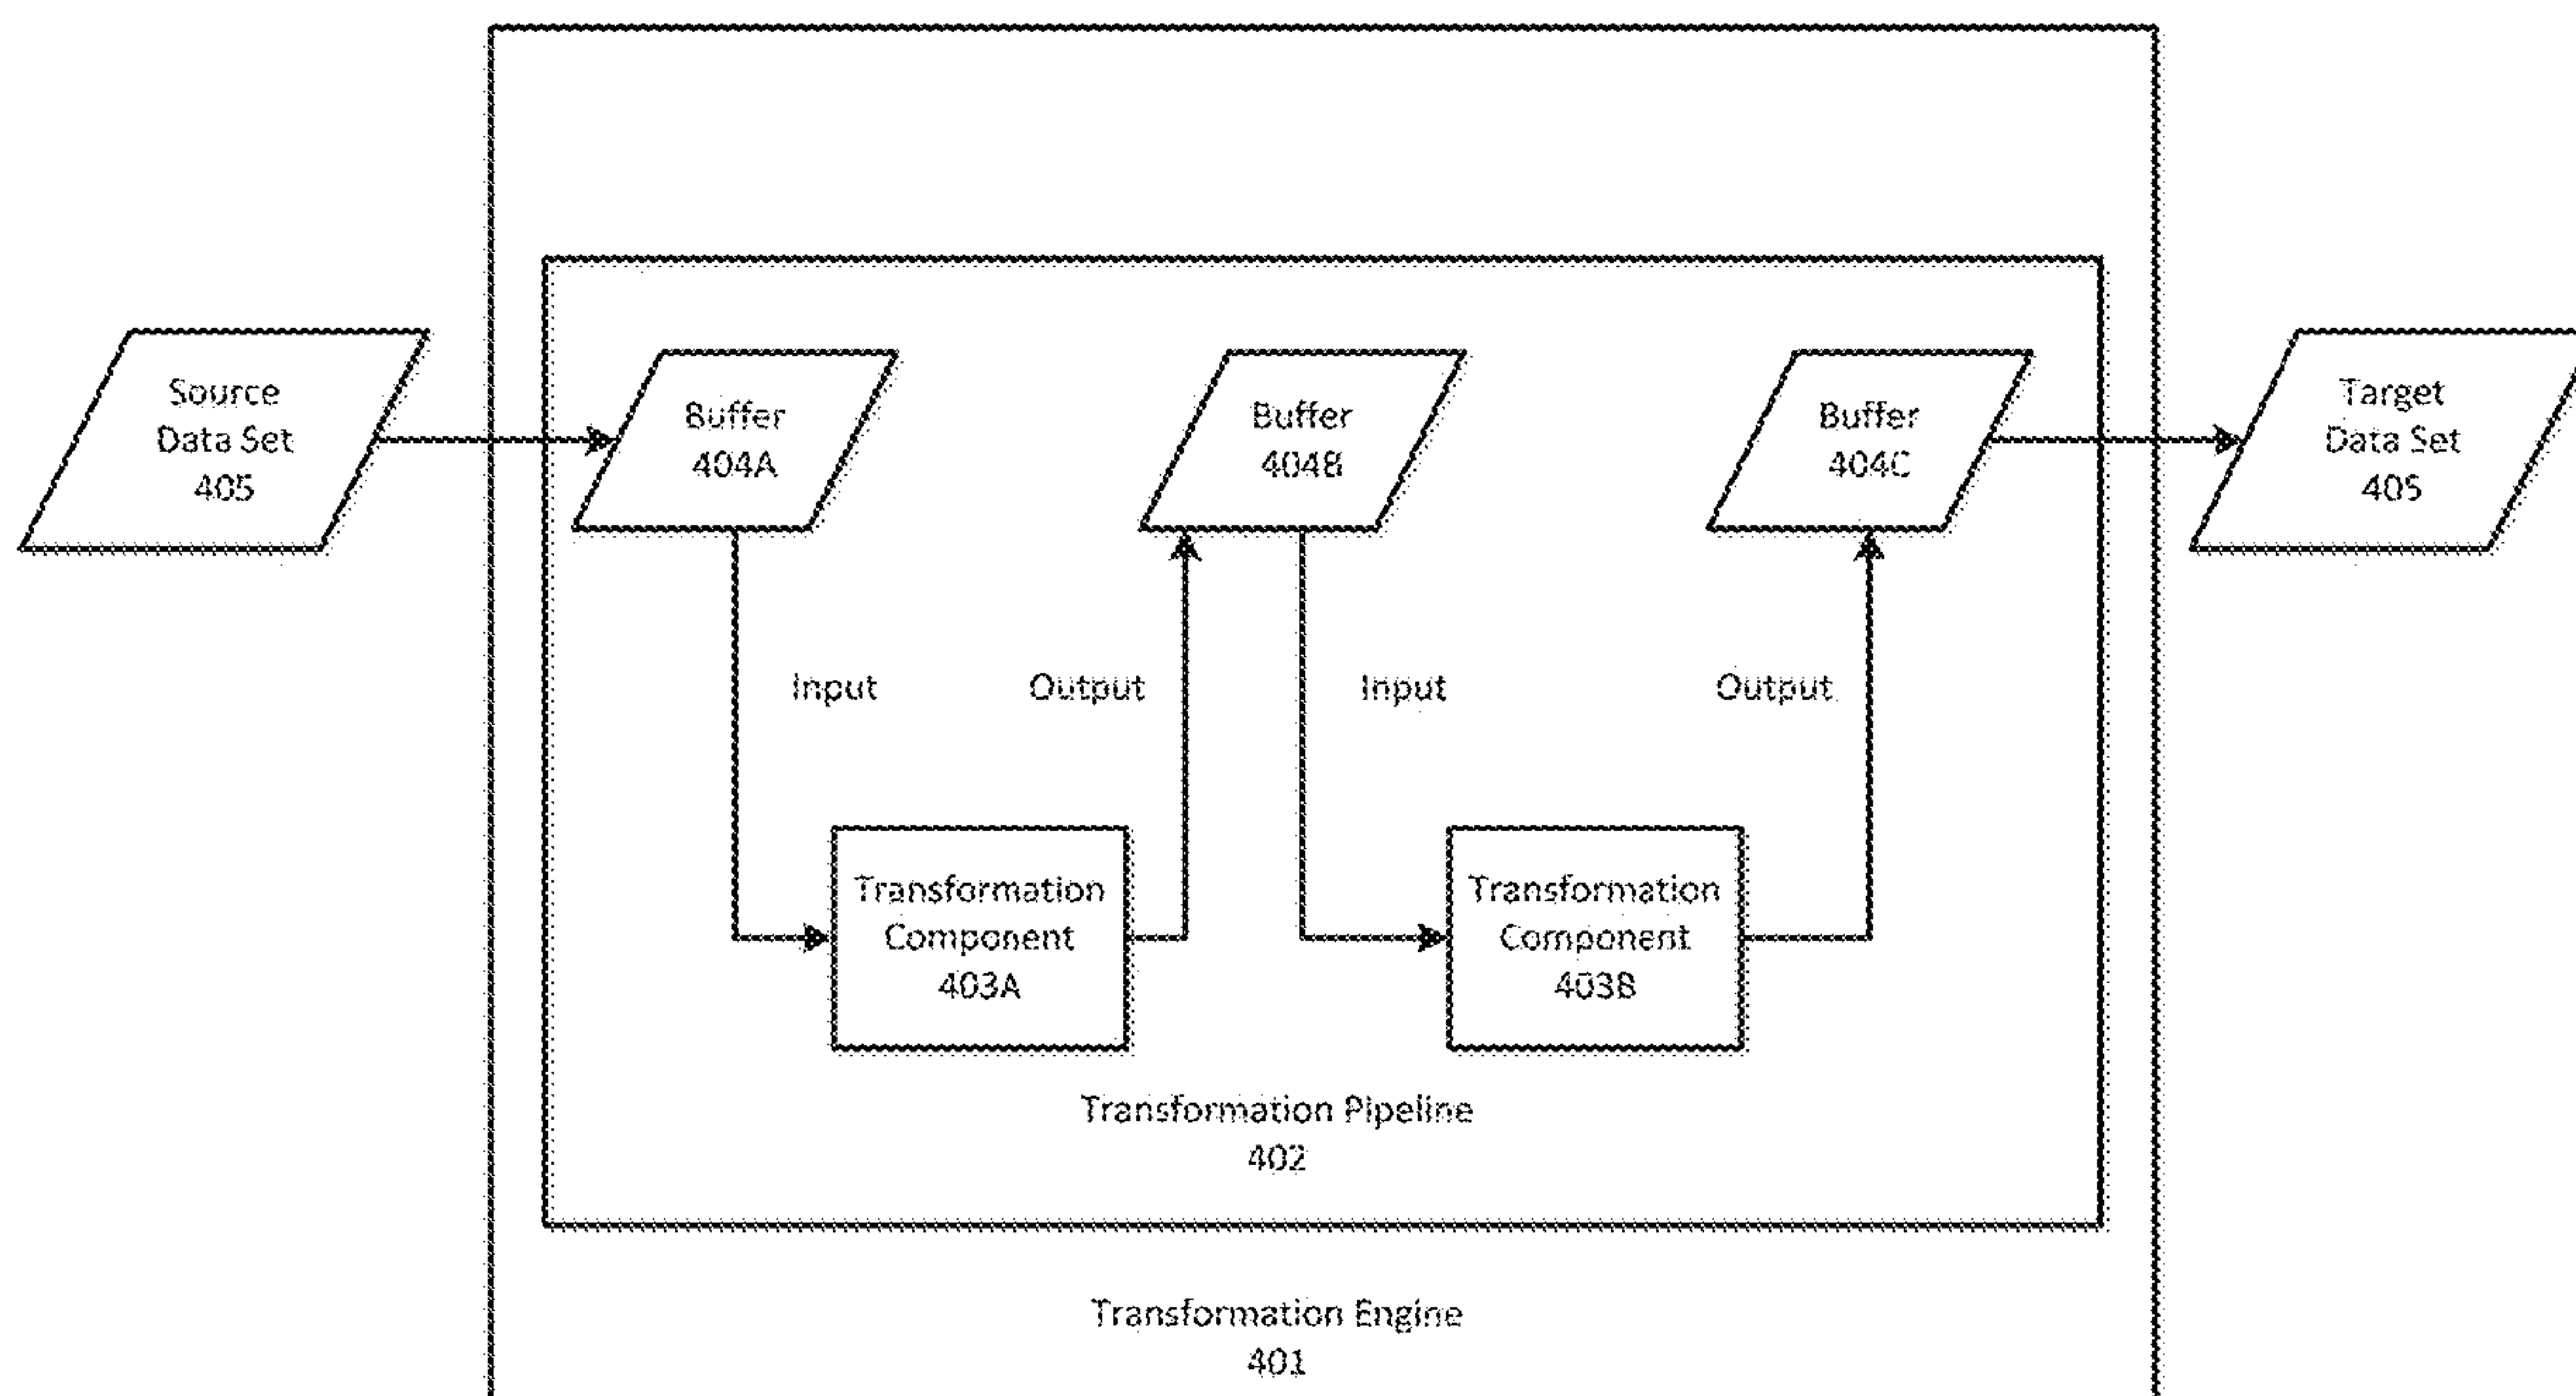 Source
Data Set
405
Buffer
404A
Buffer
404B
Buffer
404C
Target
Data Set
405
Input
Output
Input
Output
Transformation
Component
403A
Transformation
Component
403B
Transformation Pipeline
402
Transformation Engine
401